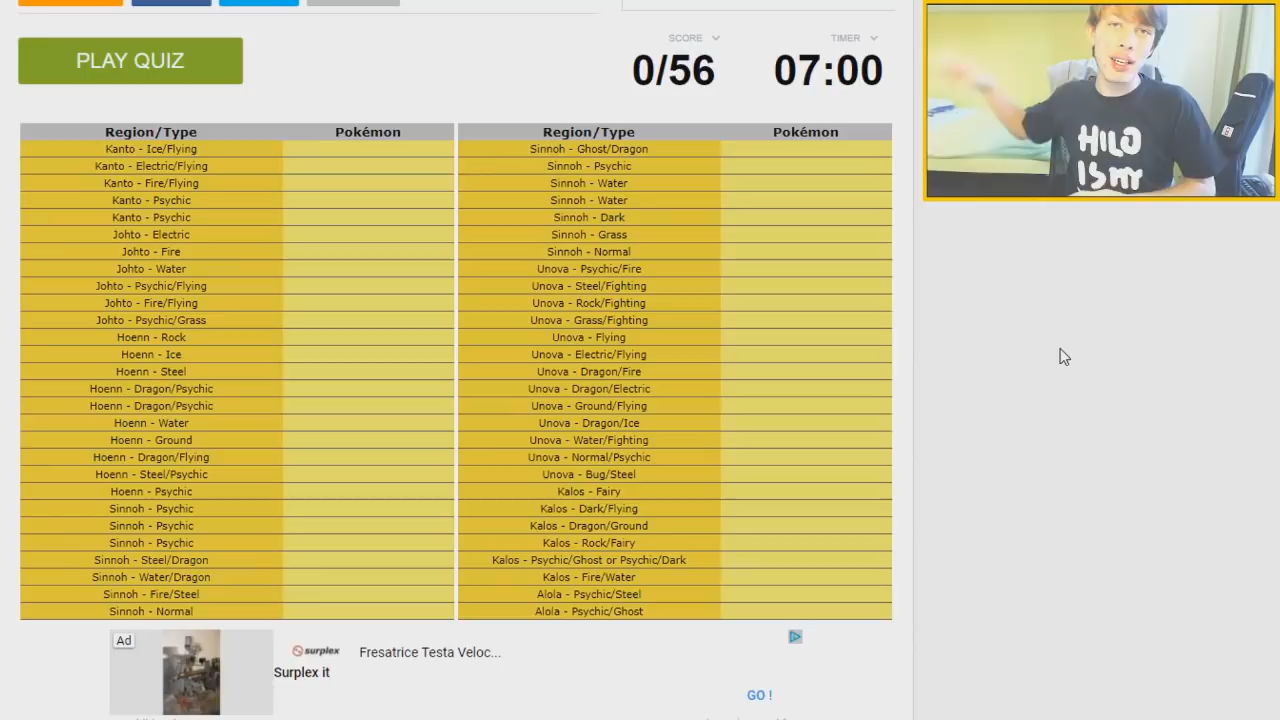 PLAY QUIZ
SCORE
TIMER
0/56
07:00
Region/Type Pokémon
Kanto - Ice/Flying
Kanto - Electric/Flying
Kanto - Fire/Flying
Kanto - Psychic
Kanto - Psychic
Johto - Electric
Johto - Fire
Johto - Water
Johto - Psychic/Flying
Johto - Fire/Flying
Johto - Psychic/Grass
Hoenn - Rock
Hoenn - Ice
Hoenn - Steel
Hoenn - Dragon/Psychic
Hoenn - Dragon/Psychic
Hoenn - Water
Hoenn - Ground
Hoenn - Dragon/Flying
Hoenn - Steel/Psychic
Hoenn - Psychic
Sinnoh - Psychic
Sinnoh - Psychic
Sinnoh - Psychic
Sinnoh - Steel/Dragon
Sinnoh - Water/Dragon
Sinnoh - Fire/Steel
Sinnoh - Normal
Region/Type Pokémon
Sinnoh - Ghost/Dragon
Sinnoh - Psychic
Sinnoh - Water
Sinnoh - Water
Sinnoh - Dark
Sinnoh - Grass
Sinnoh - Normal
Unova - Psychic/Fire
Unova - Steel/Fighting
Unova - Rock/Fighting
Unova - Grass/Fighting
Unova - Flying
Unova - Electric/Flying
Unova - Dragon/Fire
Unova - Dragon/Electric
Unova - Ground/Flying
Unova - Dragon/Ice
Unova - Water/Fighting
Unova - Normal/Psychic
Unova - Bug/Steel
Kalos - Fairy
Kalos - Dark/Flying
Kalos - Dragon/Ground
Kalos - Rock/Fairy
Kalos - Psychic/Ghost or Psychic/Dark
Kalos - Fire/Water
Alola - Psychic/Steel
Alola - Psychic/Ghost
HILO
IS MY
Ad
surplex
Fresatrice Testa Veloc...
Surplex it
GO !